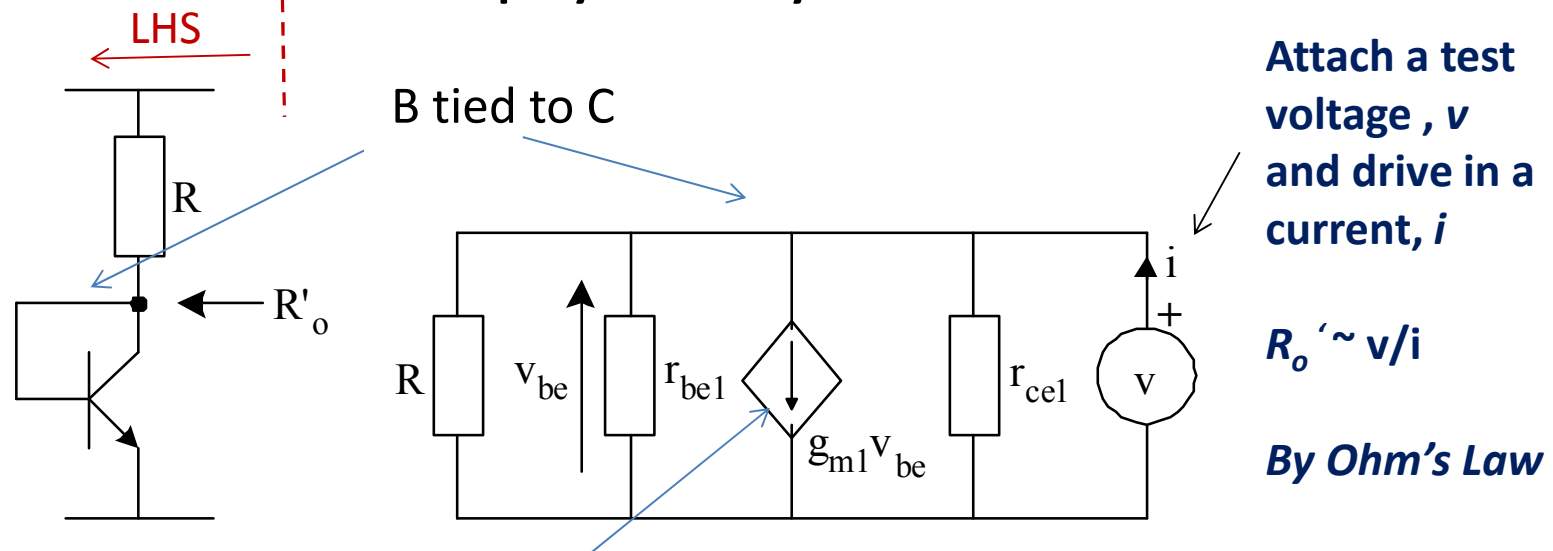 LHS
B tied to C
Attach a test
voltage , v
and drive in a
current, i
R
R'o
R
vbe
rbe1
gm1vbe
rce1
i
+
v
Ro ‘~ v/i
By Ohm’s Law